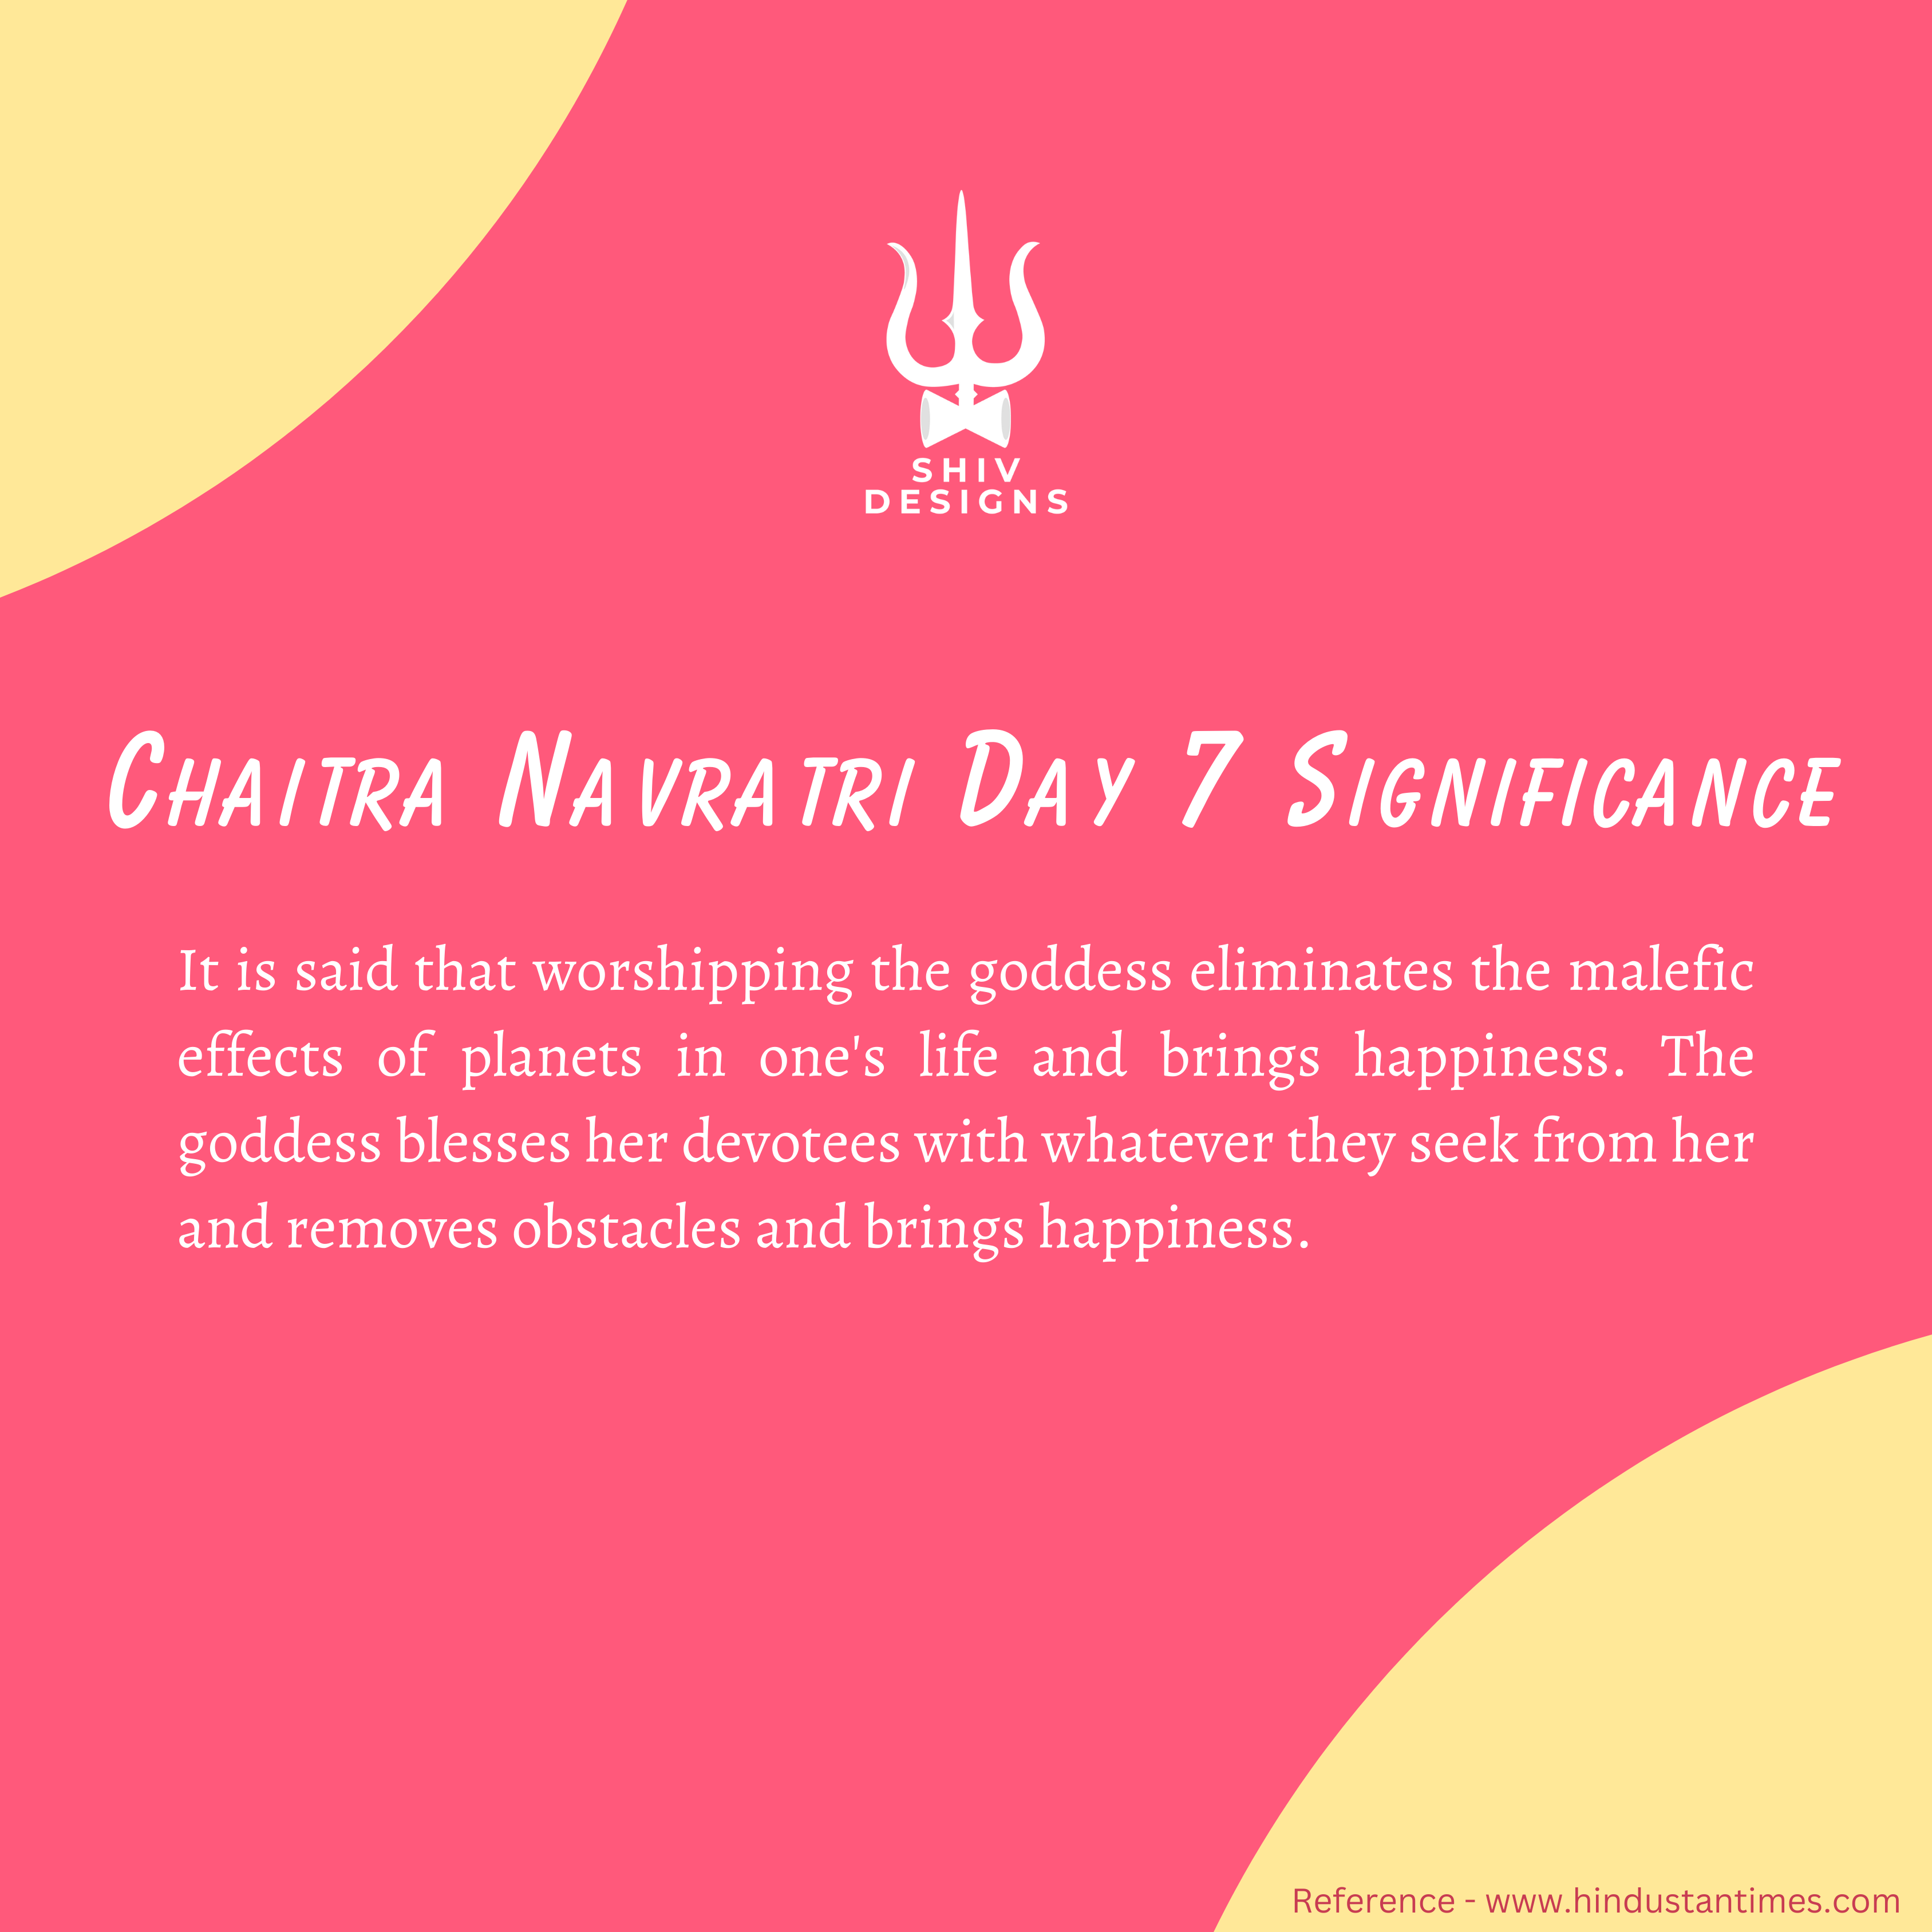 SHIV
DESIGNS
Chaitra Navratri Day 7 Significance
It is said that worshipping the goddess eliminates the malefic
effects of planets in one's life and brings happiness. The
goddess blesses her devotees with whatever they seek from her
and removes obstacles and brings happiness.
Reference - www.hindustantimes.com